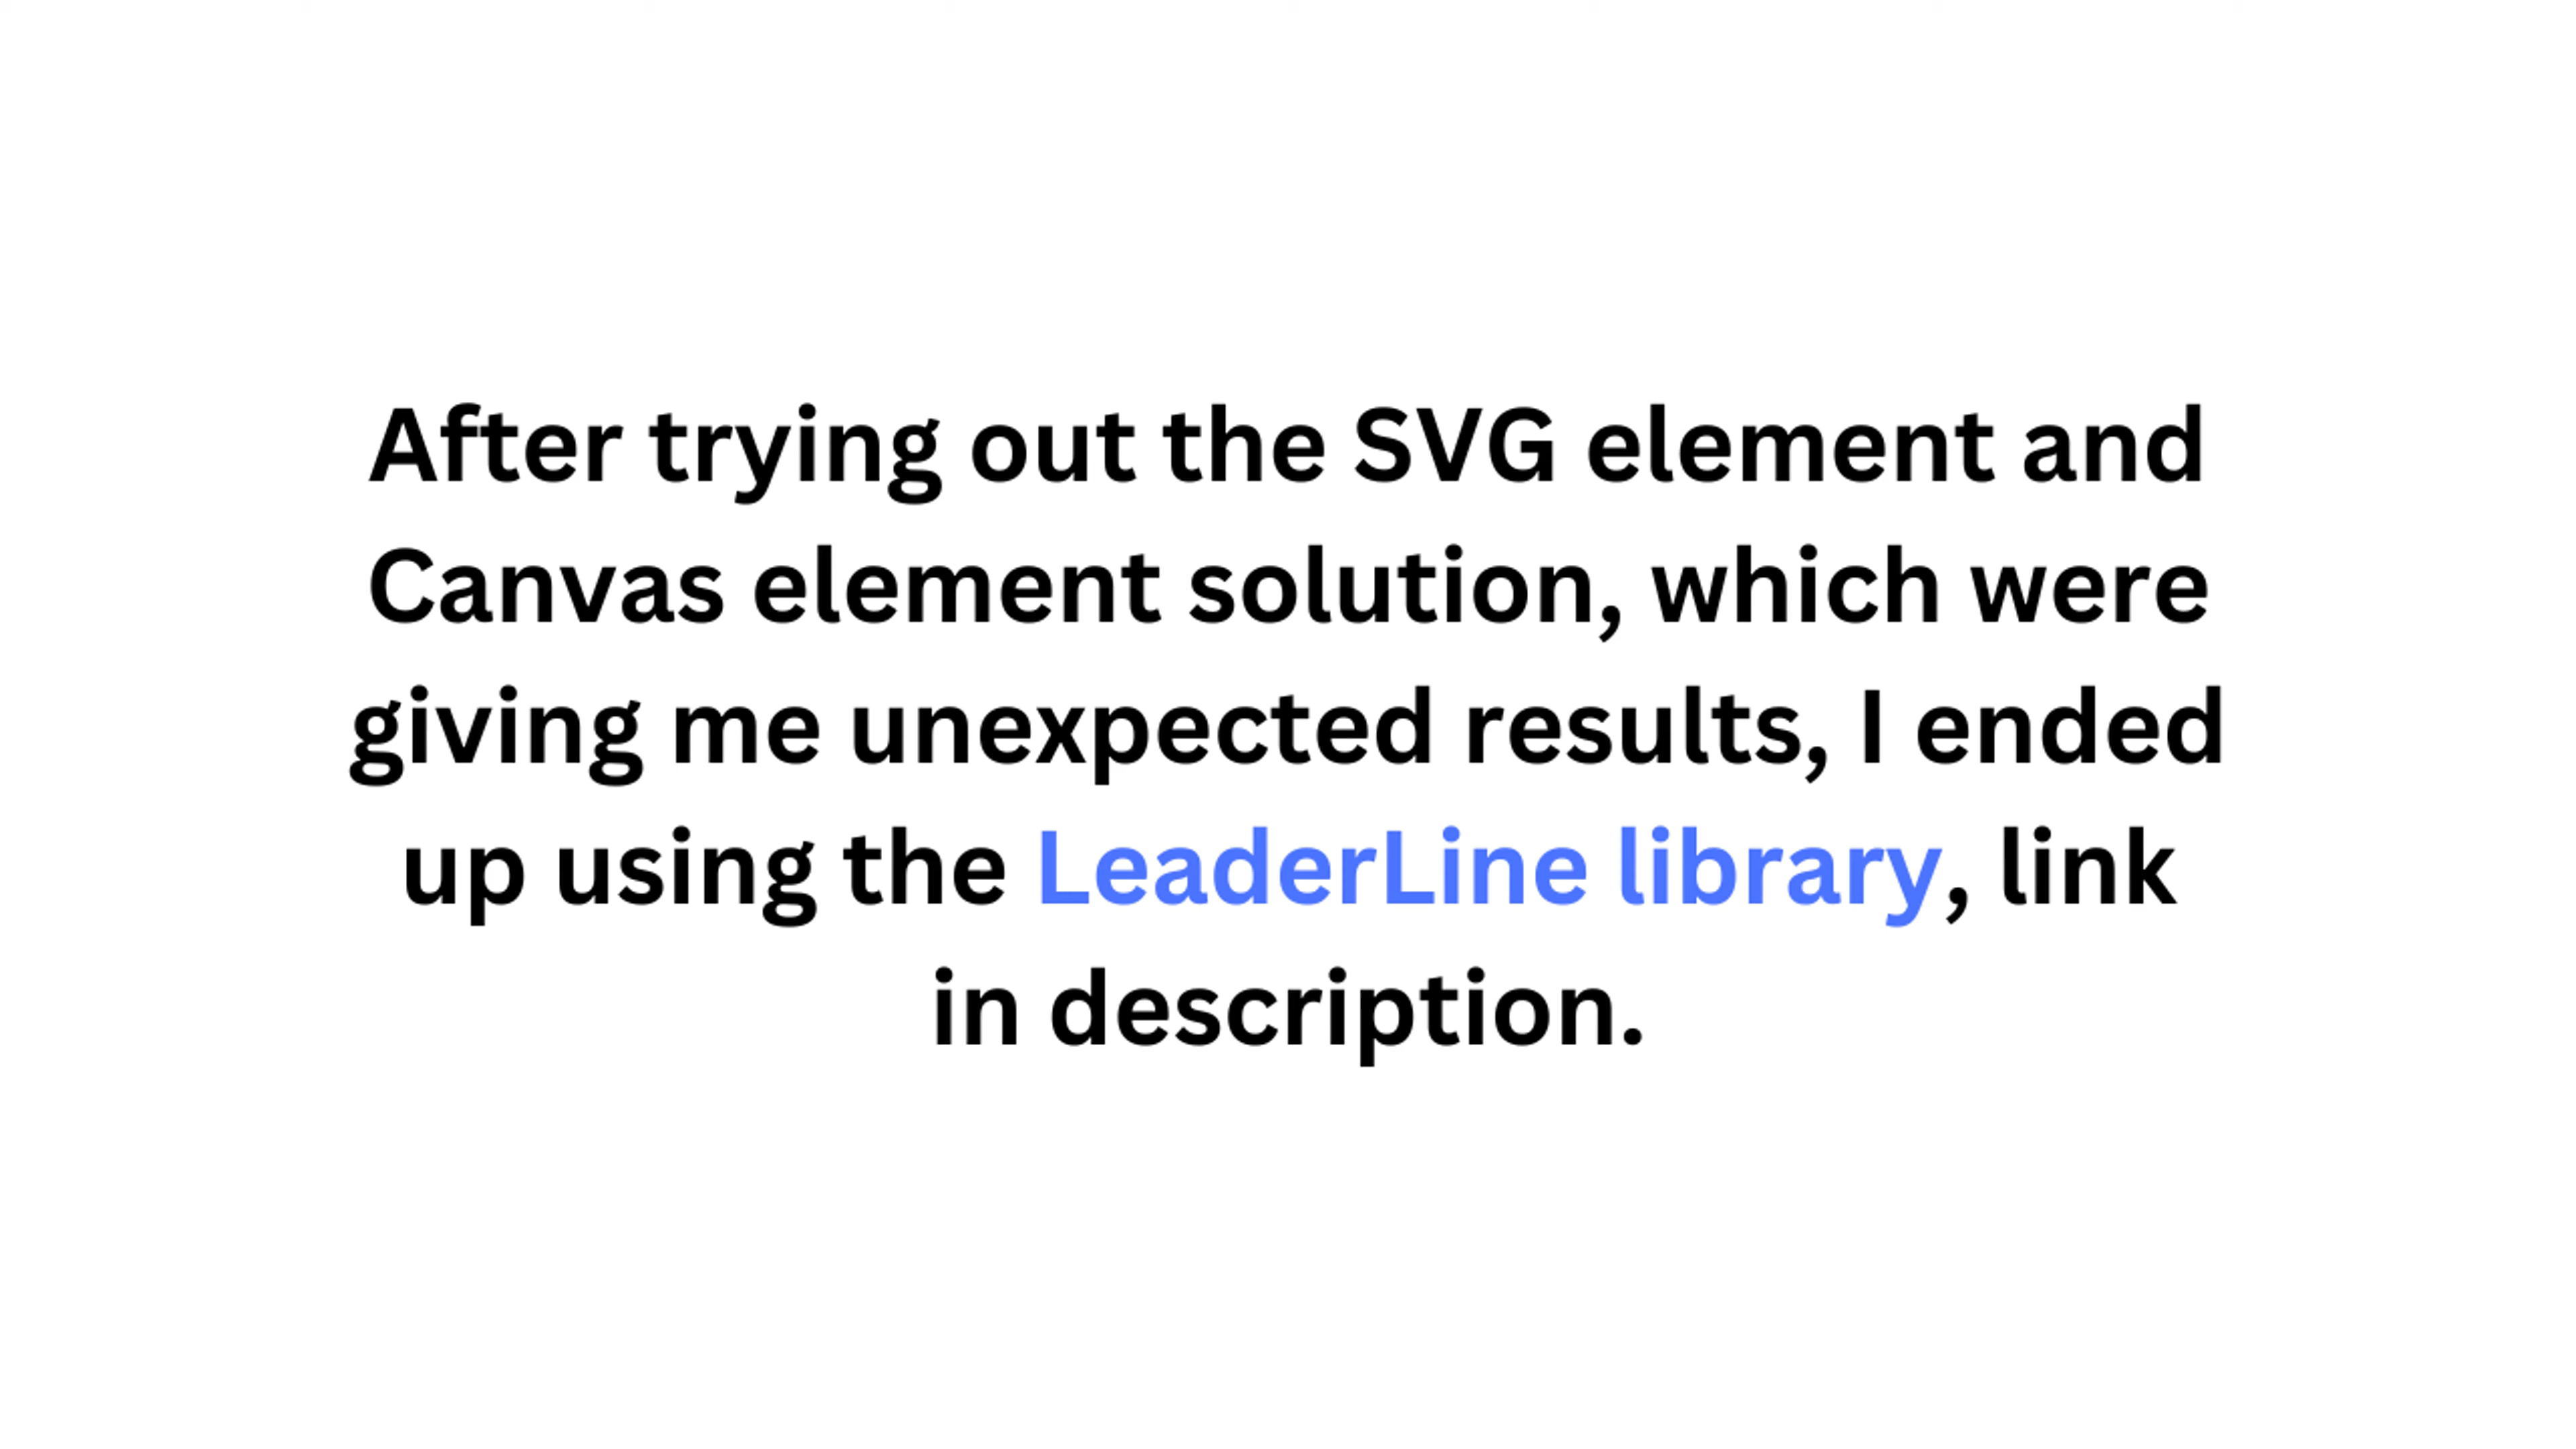 After trying out the SVG element and
Canvas element solution, which were
giving me unexpected results, I ended
up using the LeaderLine library, link
in description.